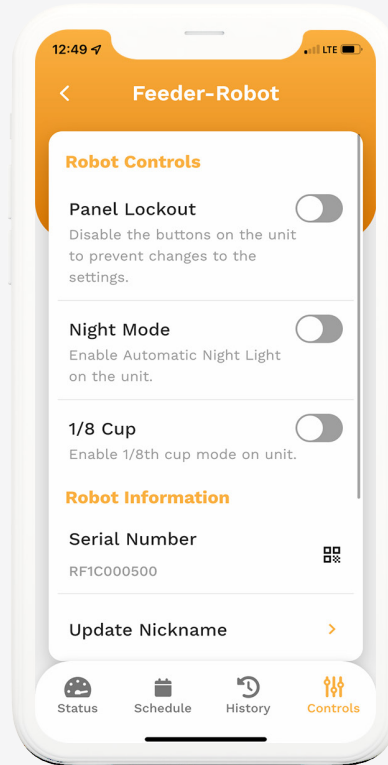 12:49
LTE
Feeder-Robot
Robot Controls
Panel Lockout
Disable the buttons on the unit
to prevent changes to the
settings.
Night Mode
Enable Automatic Night Light
on the unit.
1/8 Cup
Enable 1/8th cup mode on unit.
Robot Information
Serial Number
RF1C000500
Update Nickname
Status
Schedule
History
Controls